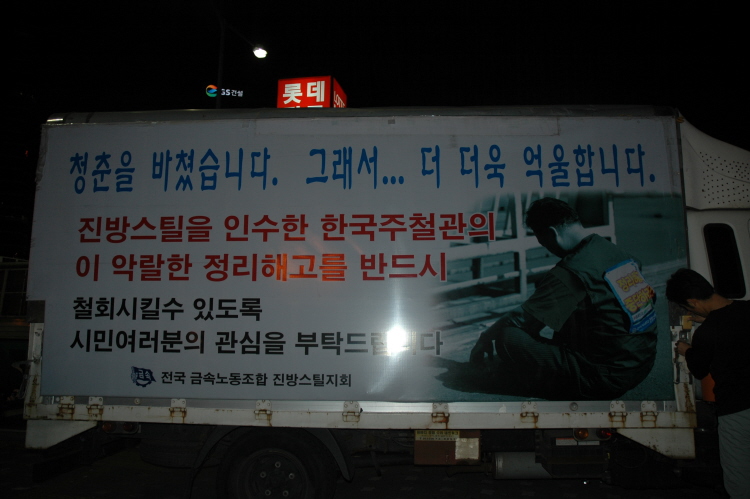 GS건설
롯데
청춘을 바쳤습니다. 그래서... 더 더욱 억울합니다.
진방스틸을 인수한 한국주철관의
이 악랄한 정리해고를 반드시
철회시킬수 있도록
시민여러분의 관심을 부탁드립니다
전국 금속노동조합 진방스틸지회